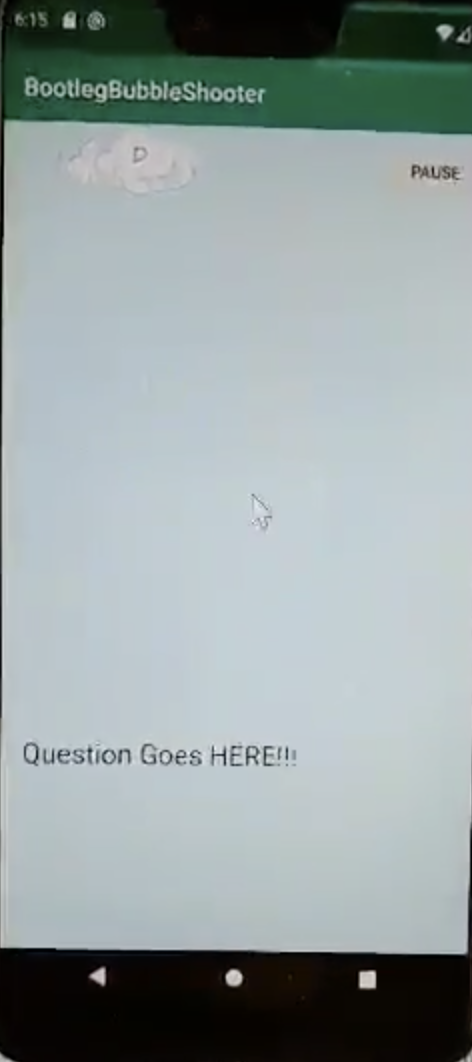 6:15
BootlegBubbleShooter
D
PAUSE
Question Goes HERE!!!